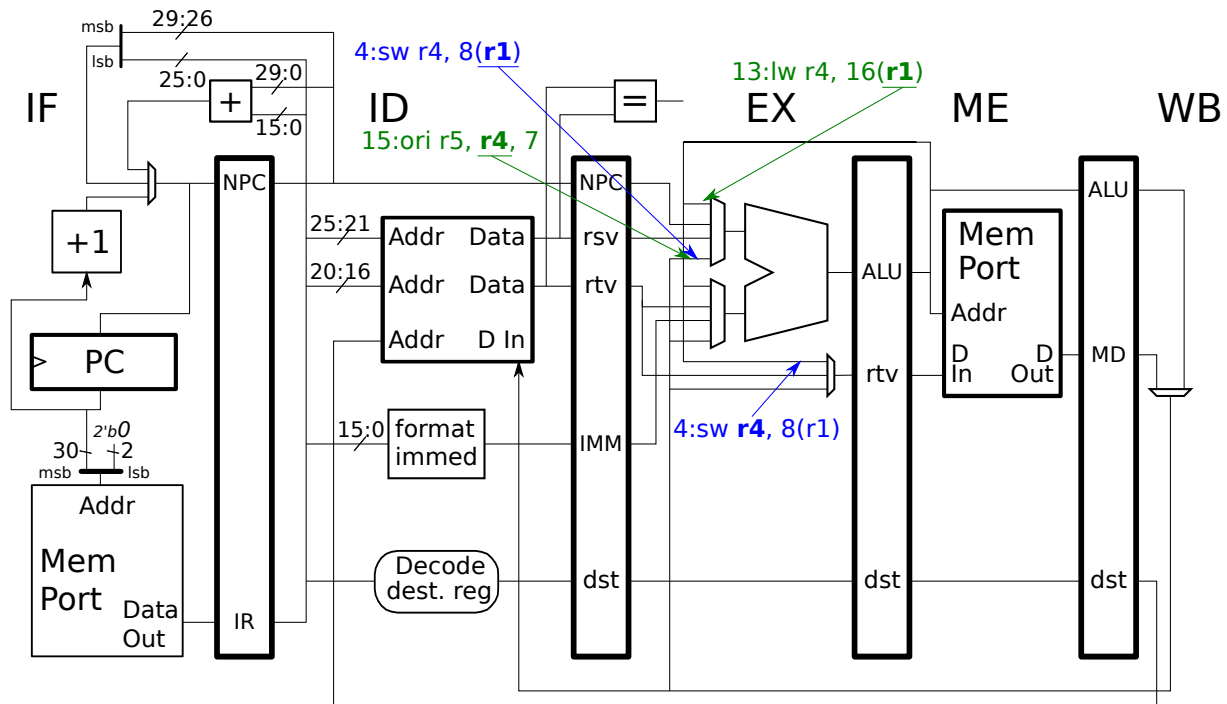 msb
29:26
lsb
25:0
29:0
15:0
+
=
4:sw r4, 8(r1)
13:lw r4, 16(r1)
IF
ID
EX
ME
WB
15:ori r5, r4, 7
NPC
NPC
ALU
+1
25:21
Addr
Data
rsv
20:16
Addr
Data
rtv
Addr
D In
ALU
Mem
Port
Addr
D
In
D
Out
MD
PC
rtv
4:sw r4, 8(r1)
2'b0
30
2
msb
lsb
15:0
format
immed
IMM
Addr
Mem
Port
Data
Out
IR
Decode
dest. reg
dst
dst
dst